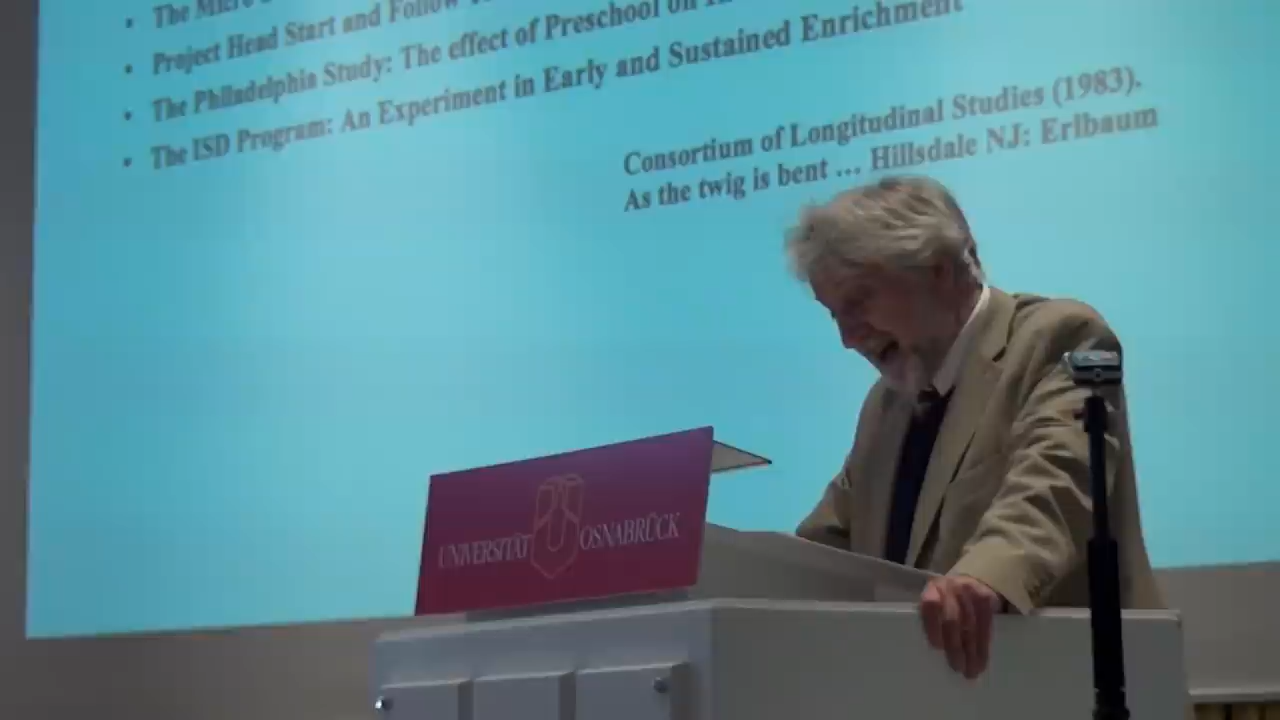 • The Micro
• Project Head Start and Follow
• The Philadelphia Study: The effect of Preschool on
• The ISD Program: An Experiment in Early and Sustained Enrichment
Consortium of Longitudinal Studies (1983).
As the twig is bent ... Hillsdale NJ: Erlbaum
UNIVERSITÄT OSNABRÜCK